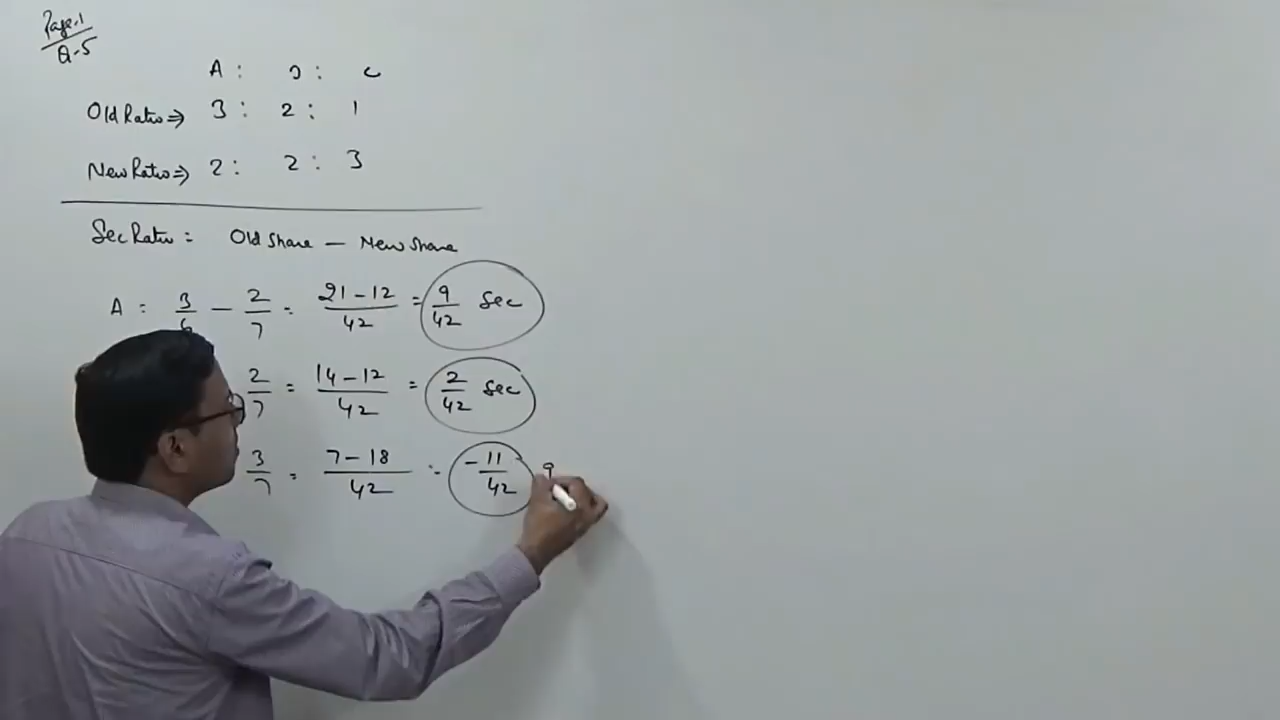 Page.1
Q.5
A : B : C
Old Ratio ⇒ 3 : 2 : 1
New Ratio ⇒ 2 : 2 : 3
Sac Ratio = Old Share — New Share
A : 3/6 — 2/7 = 21 - 12/42 = 9/42 Sac
2/7 = 14 - 12/42 = 2/42 Sac
3/7 = 7 - 18/42 = -11/42